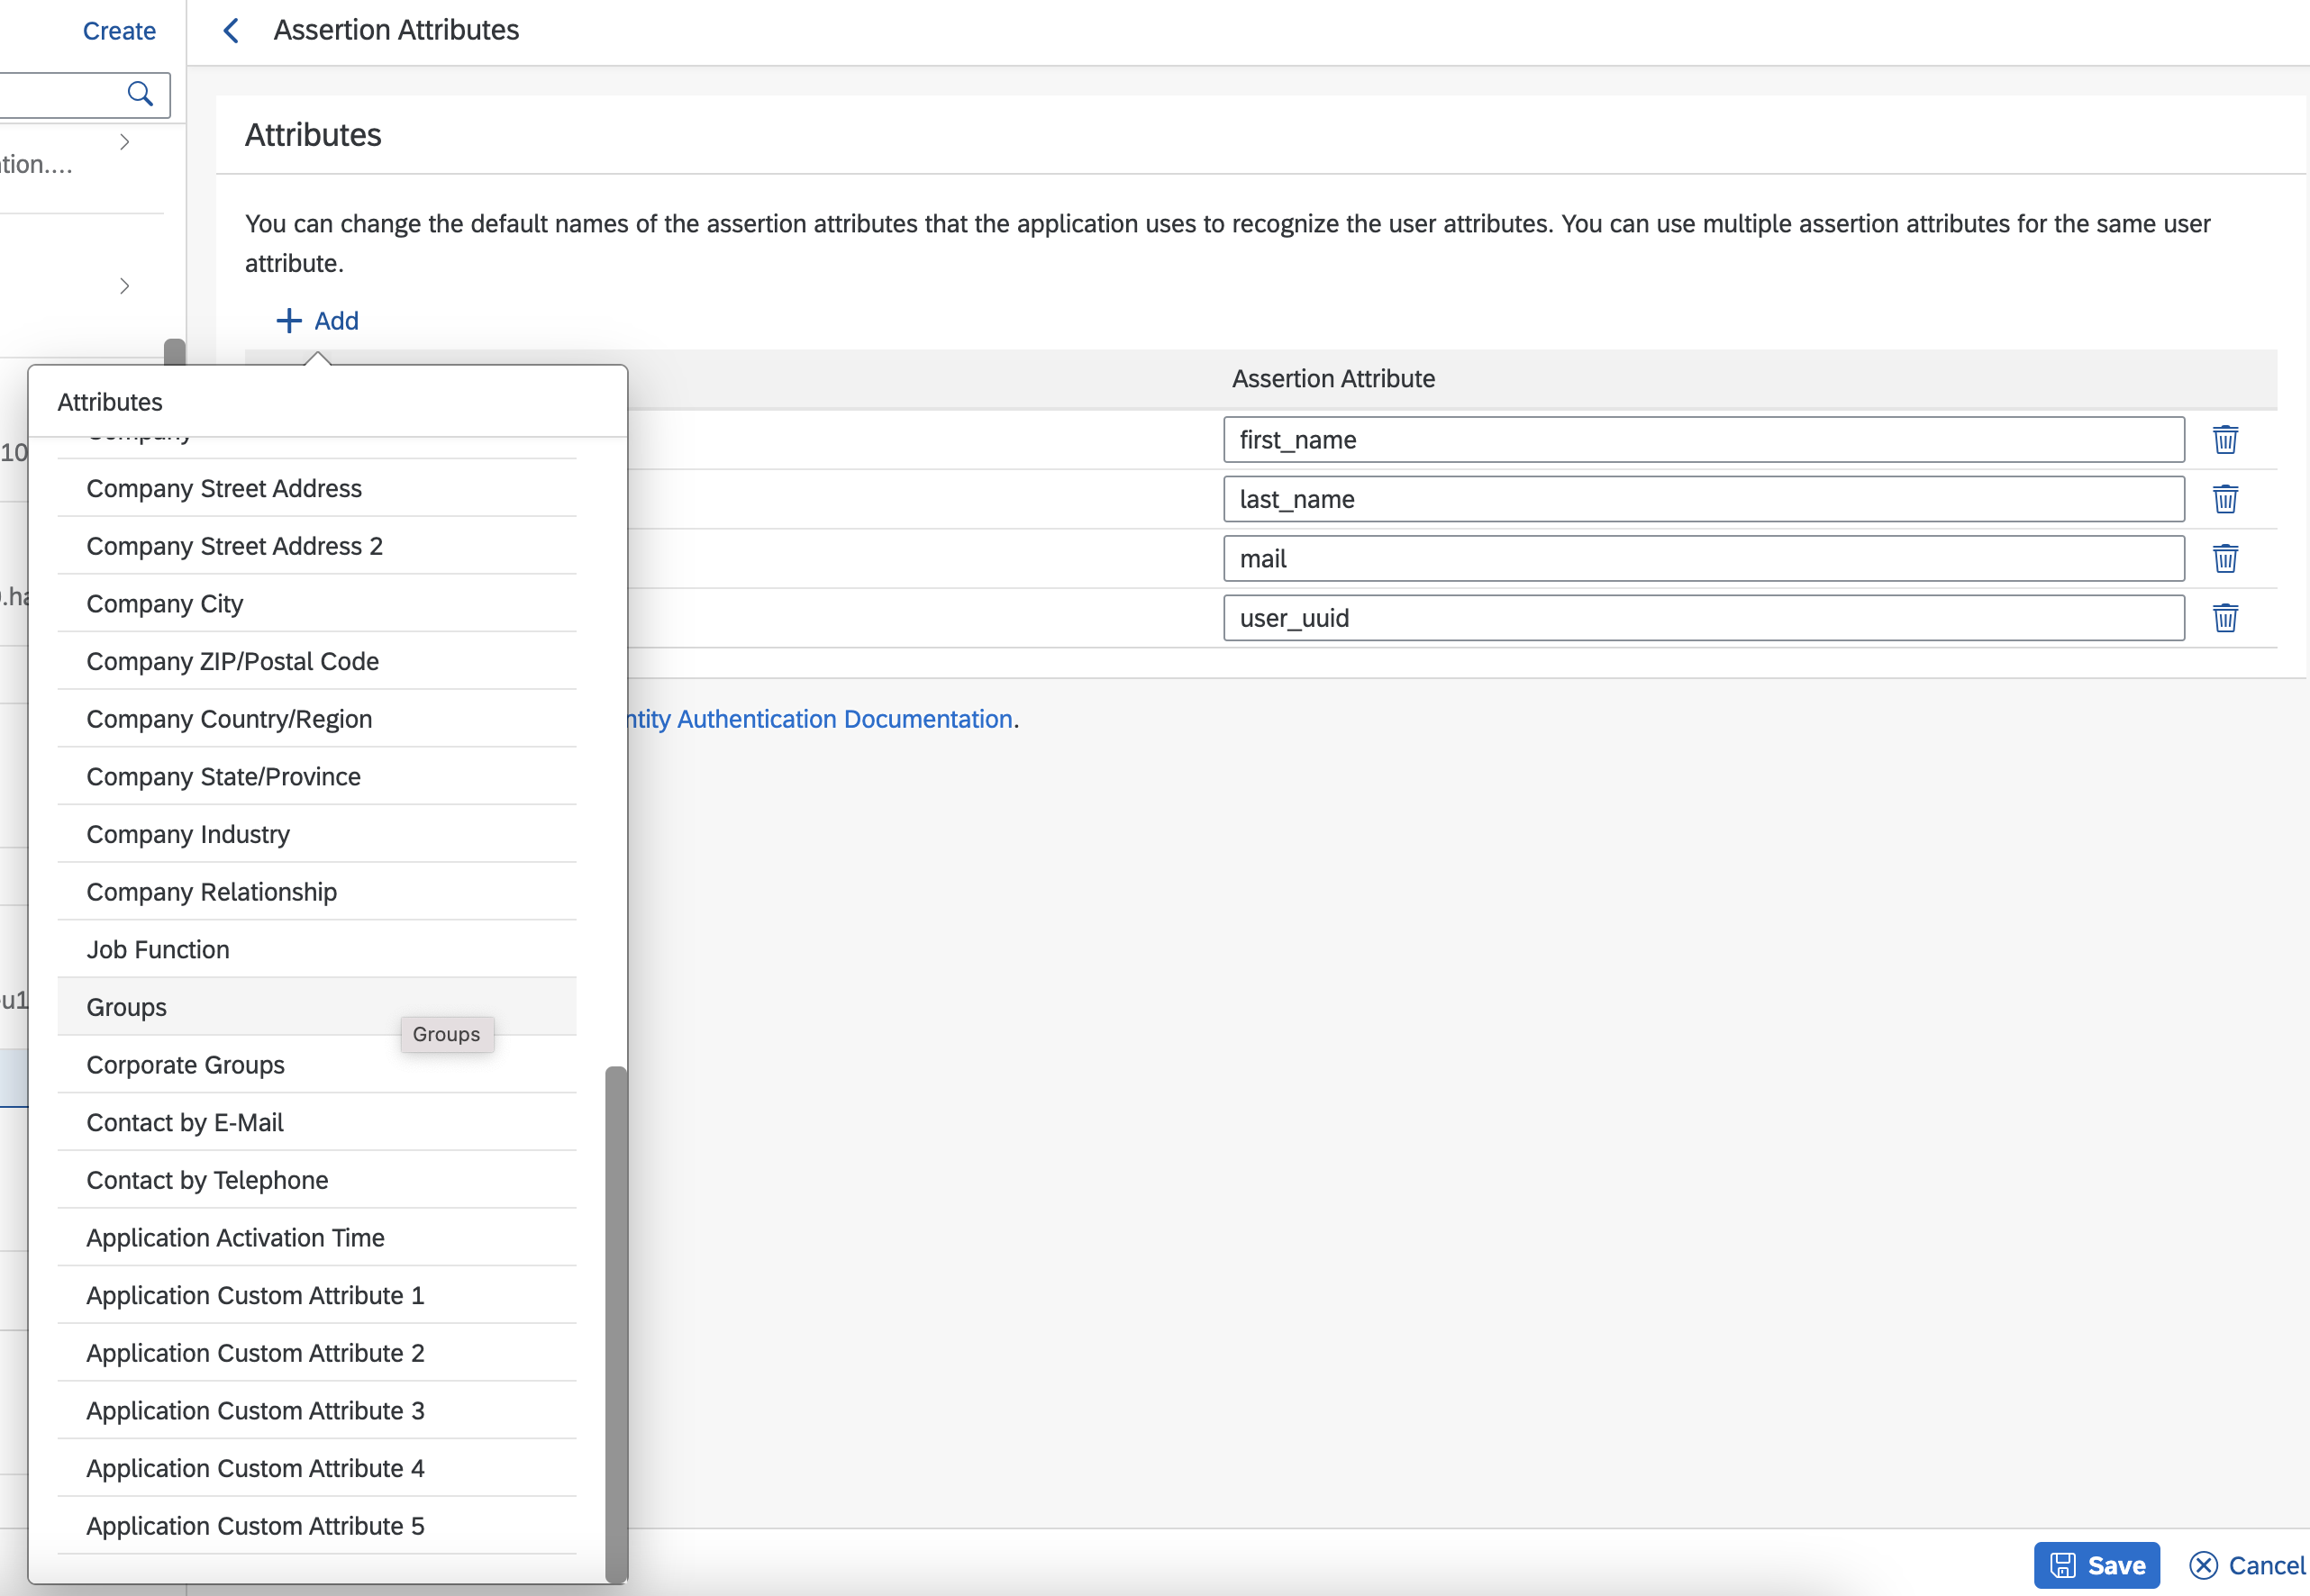 Create
Assertion Attributes
tion....
Attributes
You can change the default names of the assertion attributes that the application uses to recognize the user attributes. You can use multiple assertion attributes for the same user
attribute.
+ Add
Assertion Attribute
first_name
last_name
mail
user_uuid
ntity Authentication Documentation.
10
.ha
u1
Attributes
Company
Company Street Address
Company Street Address 2
Company City
Company ZIP/Postal Code
Company Country/Region
Company State/Province
Company Industry
Company Relationship
Job Function
Groups
Groups
Corporate Groups
Contact by E-Mail
Contact by Telephone
Application Activation Time
Application Custom Attribute 1
Application Custom Attribute 2
Application Custom Attribute 3
Application Custom Attribute 4
Application Custom Attribute 5
Save
Cancel